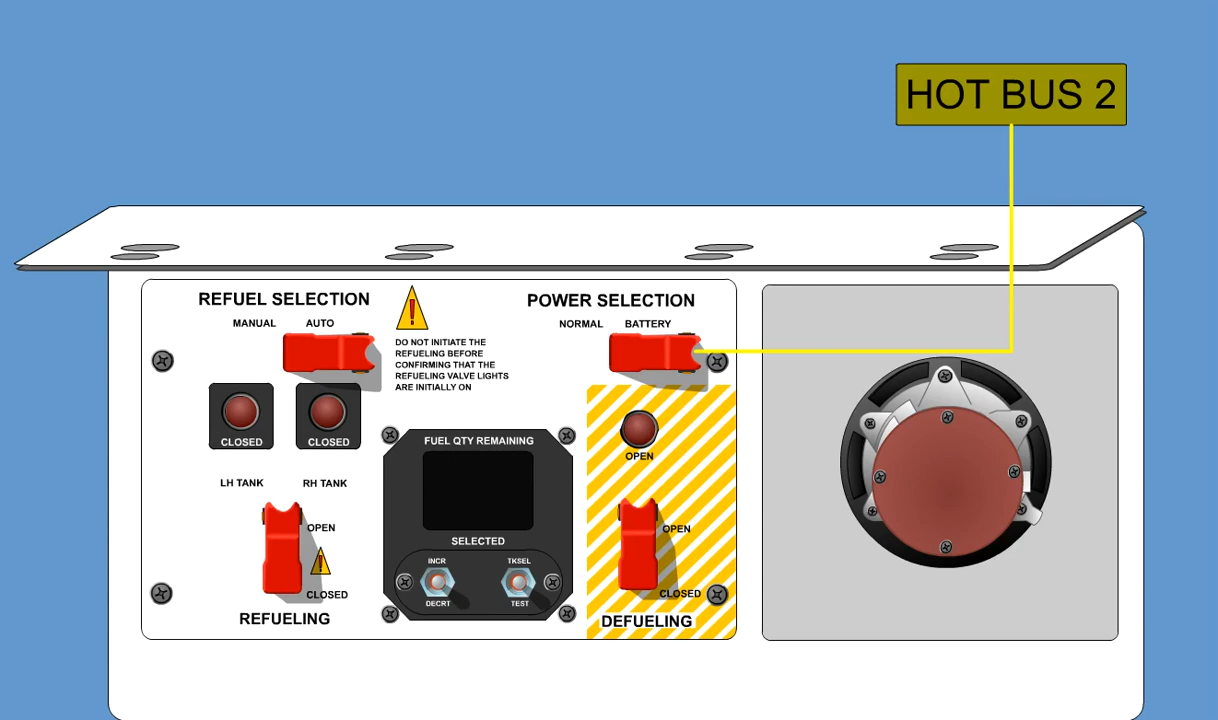 HOT BUS 2
REFUEL SELECTION
MANUAL AUTO
DO NOT INITIATE THE
REFUELING BEFORE
CONFIRMING THAT THE
REFUELING VALVE LIGHTS
ARE INITIALLY ON
POWER SELECTION
NORMAL BATTERY
CLOSED CLOSED
LH TANK RH TANK
OPEN
CLOSED
REFUELING
FUEL QTY REMAINING
SELECTED
INCR TKSEL
DECRT TEST
OPEN
OPEN
CLOSED
DEFUELING